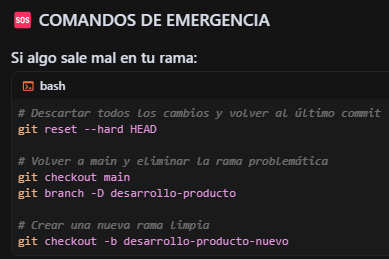 🆘 COMANDOS DE EMERGENCIA
Si algo sale mal en tu rama:
bash
# Descartar todos los cambios y volver al último commit
git reset --hard HEAD
# Volver a main y eliminar la rama problemática
git checkout main
git branch -D desarrollo-producto
# Crear una nueva rama limpia
git checkout -b desarrollo-producto-nuevo